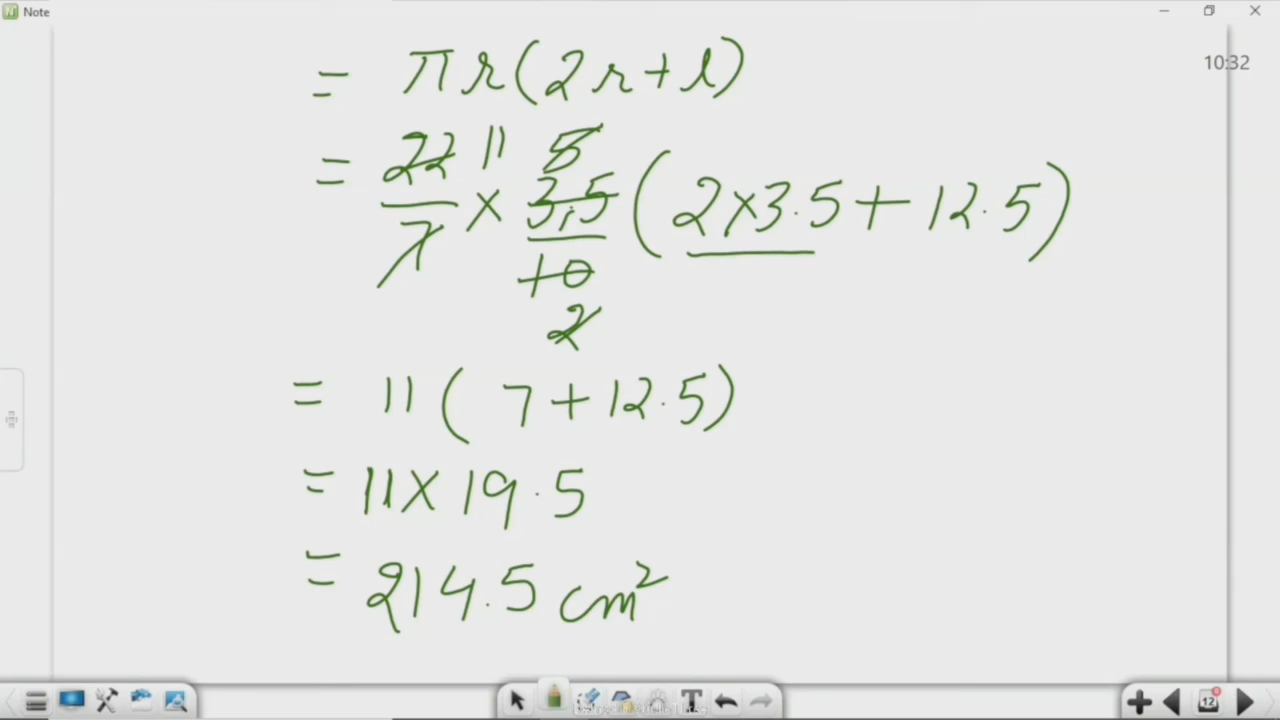 Note
10:32
= πr(2r+l)
= 22/7 11 × 3.5/10 5 2 (2×3.5+12.5)
= 11(7+12.5)
= 11×19.5
= 214.5 cm²
12
T